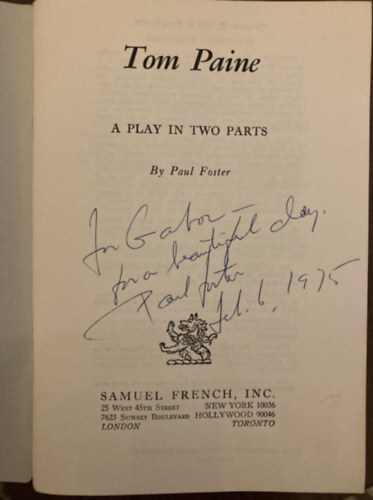 Tom Paine
A PLAY IN TWO PARTS
By Paul Foster
for Gabor –
for a beautiful day.
Paul Foster
Feb. 6, 1975
SAMUEL FRENCH, INC.
25 WEST 45TH STREET NEW YORK 10036
7623 SUNSET BOULEVARD HOLLYWOOD 90046
LONDON TORONTO